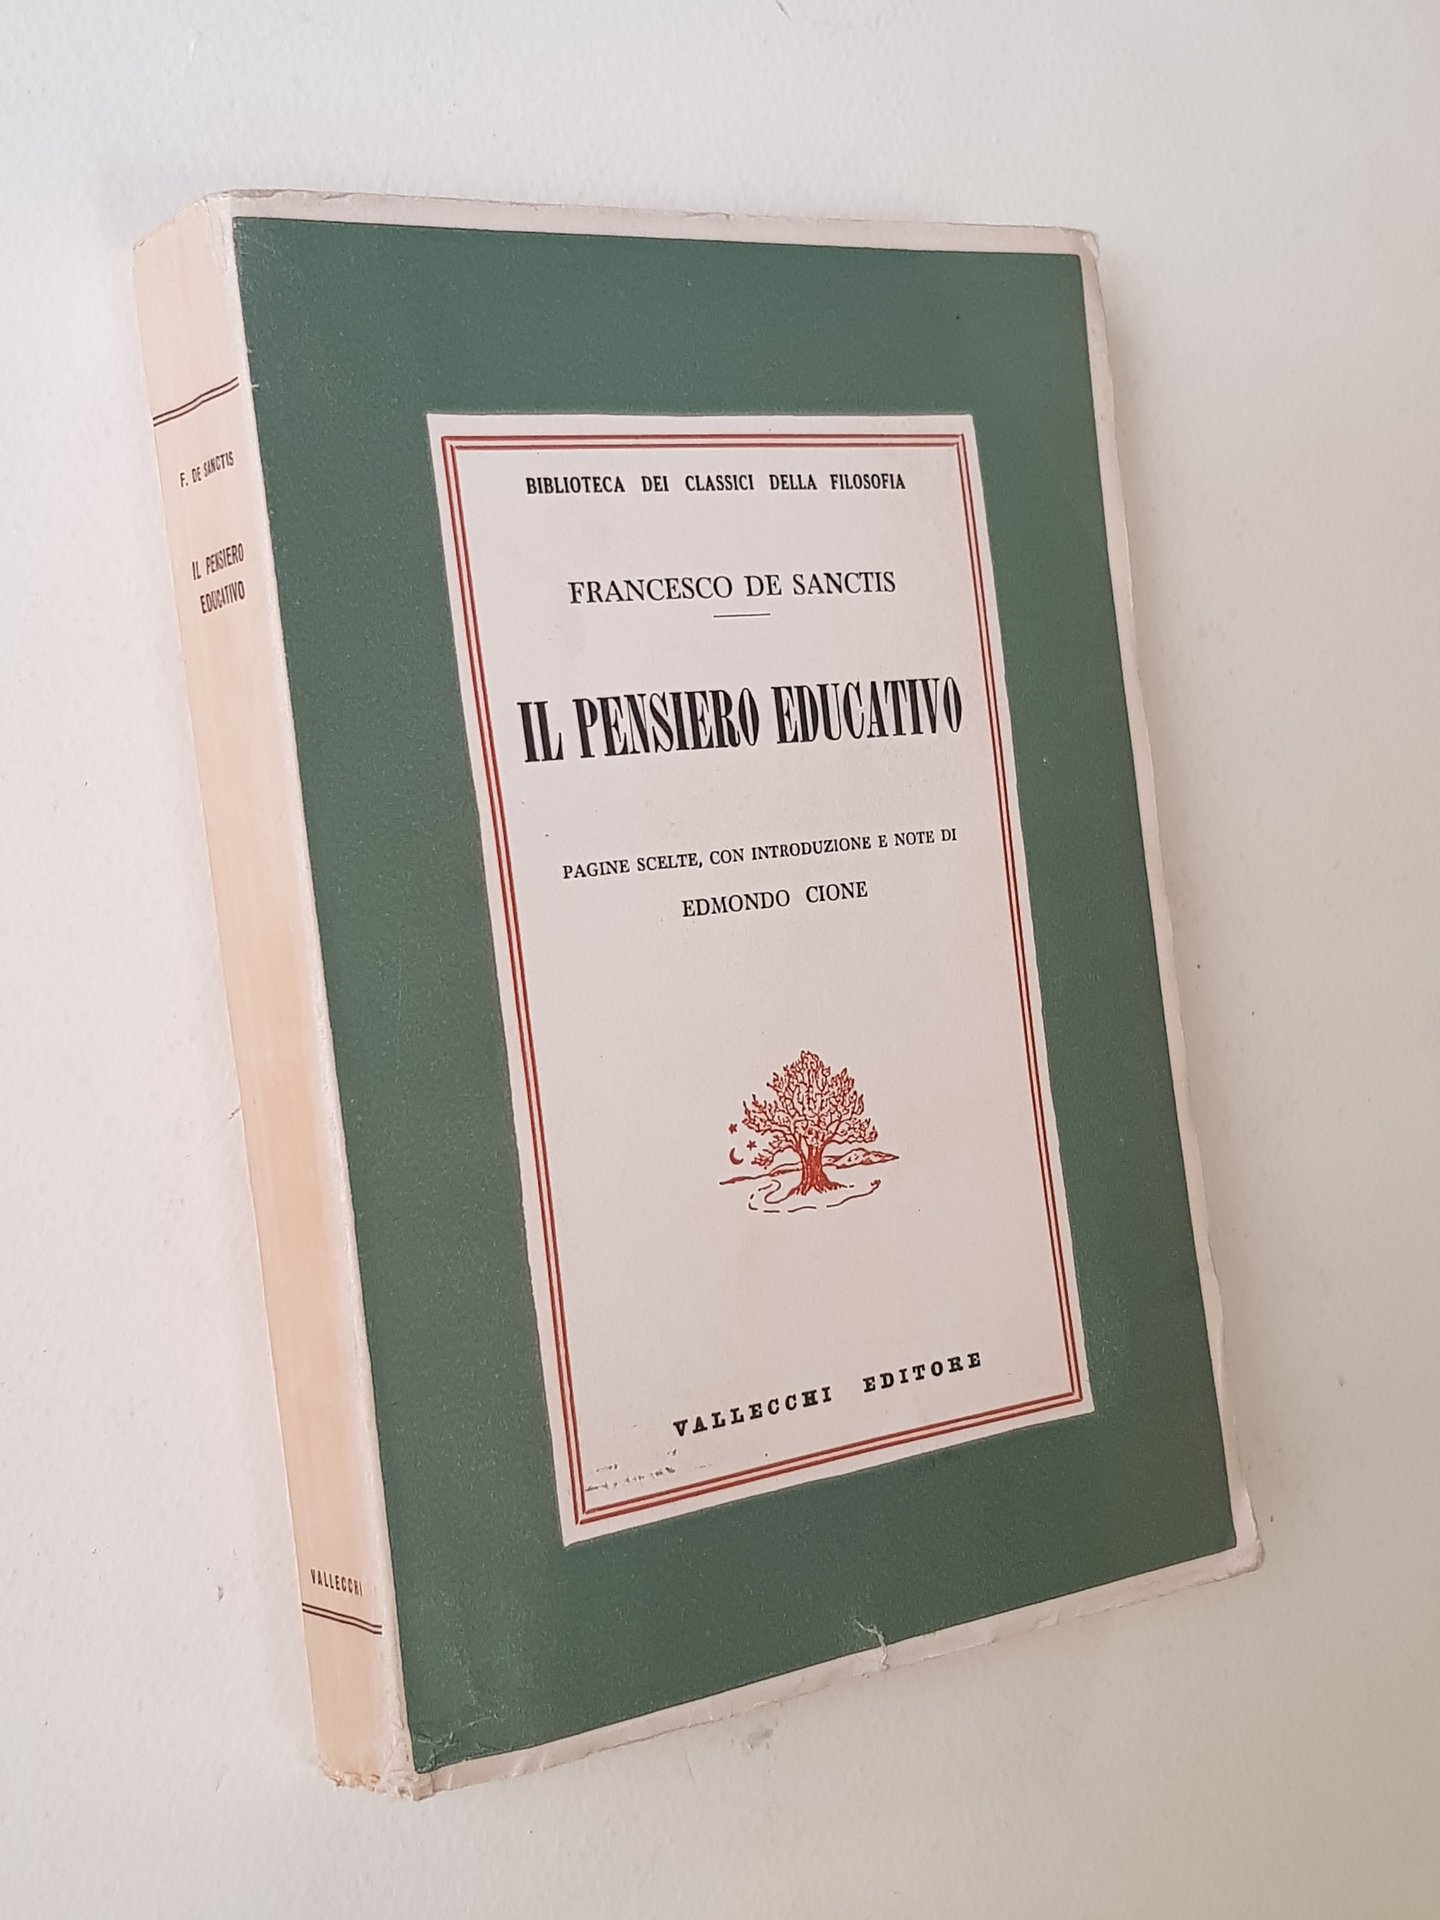 F. DE SANCTIS
IL PENSIERO
EDUCATIVO
VALLECCHI
BIBLIOTECA DEI CLASSICI DELLA FILOSOFIA
FRANCESCO DE SANCTIS
IL PENSIERO EDUCATIVO
PAGINE SCELTE, CON INTRODUZIONE E NOTE DI
EDMONDO CIONE
VALLECCHI EDITORE